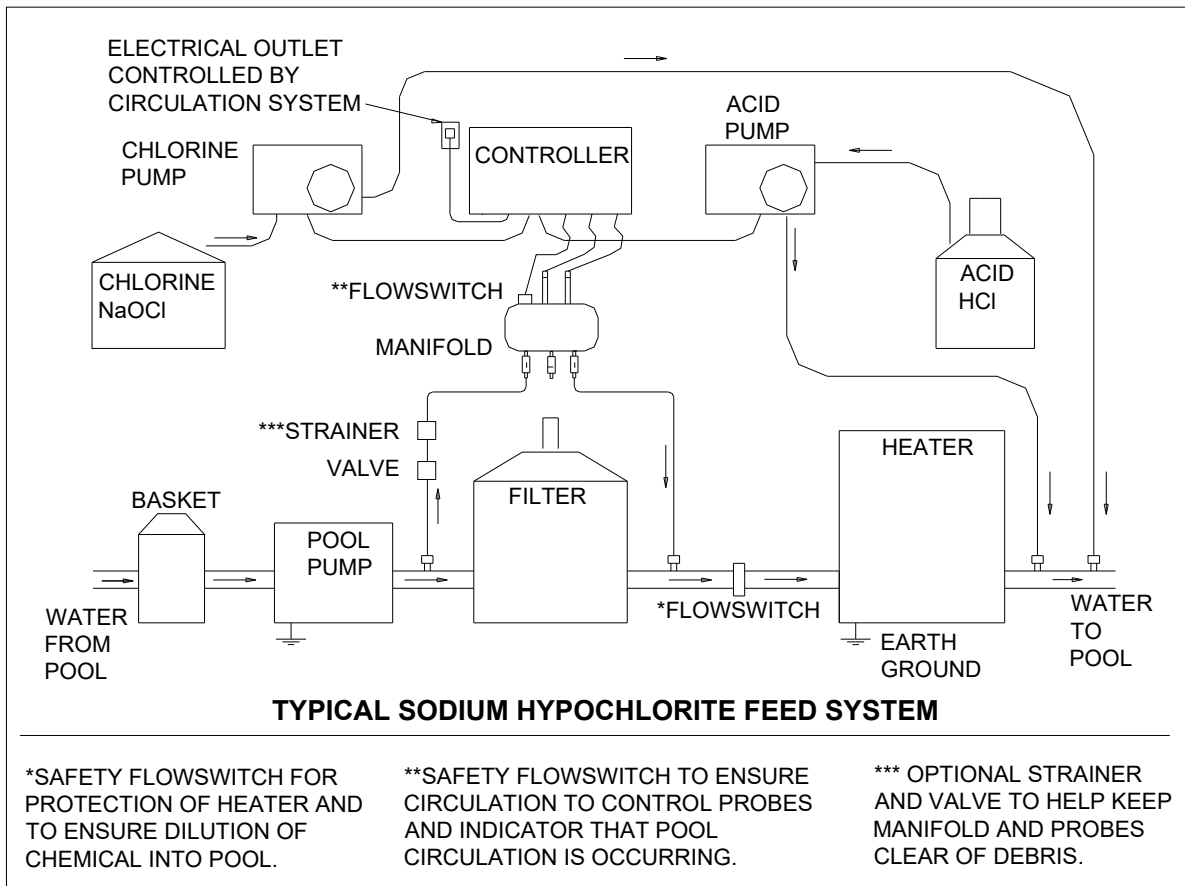 ELECTRICAL OUTLET
CONTROLLED BY
CIRCULATION SYSTEM
CHLORINE
PUMP
CONTROLLER
ACID
PUMP
CHLORINE
NaOCl
**FLOWSWITCH
MANIFOLD
ACID
HCl
***STRAINER
VALVE
BASKET
POOL
PUMP
FILTER
HEATER
WATER
FROM
POOL
*FLOWSWITCH
EARTH
GROUND
WATER
TO
POOL
TYPICAL SODIUM HYPOCHLORITE FEED SYSTEM
*SAFETY FLOWSWITCH FOR
PROTECTION OF HEATER AND
TO ENSURE DILUTION OF
CHEMICAL INTO POOL.
**SAFETY FLOWSWITCH TO ENSURE
CIRCULATION TO CONTROL PROBES
AND INDICATOR THAT POOL
CIRCULATION IS OCCURRING.
*** OPTIONAL STRAINER
AND VALVE TO HELP KEEP
MANIFOLD AND PROBES
CLEAR OF DEBRIS.